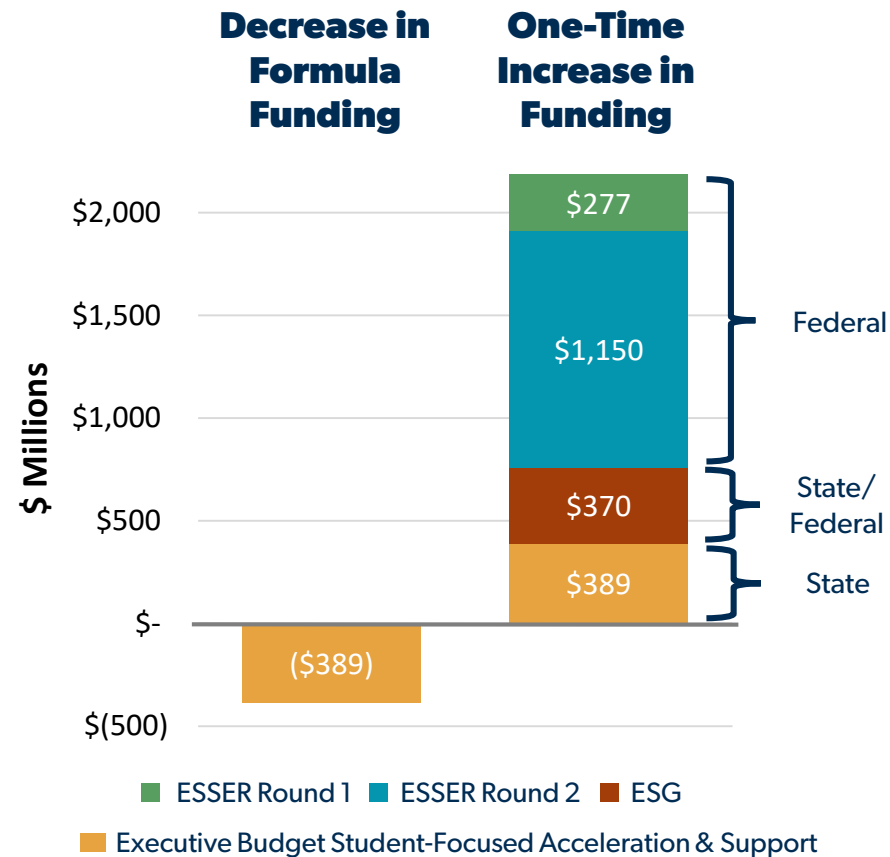 Decrease in
Formula
Funding
One-Time
Increase in
Funding
$ Millions
$2,000
$1,500
$1,000
$500
$-
$(500)
$277
$1,150
$370
$389
($389)
Federal
State/
Federal
State
ESSER Round 1 ESSER Round 2 ESG
Executive Budget Student-Focused Acceleration & Support